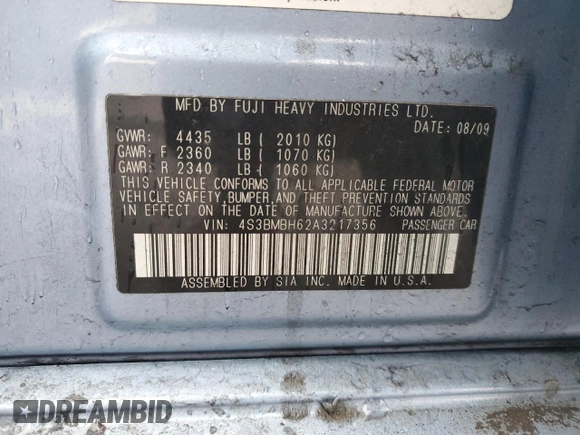 MFD BY FUJI HEAVY INDUSTRIES LTD.
DATE: 08/09
GVWR: 4435 LB ( 2010 KG)
GAWR: F 2360 LB ( 1070 KG)
GAWR: R 2340 LB ( 1060 KG)
THIS VEHICLE CONFORMS TO ALL APPLICABLE FEDERAL MOTOR
VEHICLE SAFETY, BUMPER, AND THEFT PREVENTION STANDARDS
IN EFFECT ON THE DATE OF MANUFACTURE SHOWN ABOVE.
VIN: 4S3BMBH62A3217356 PASSENGER CAR
ASSEMBLED BY SIA INC. MADE IN U.S.A.
DREAMBID